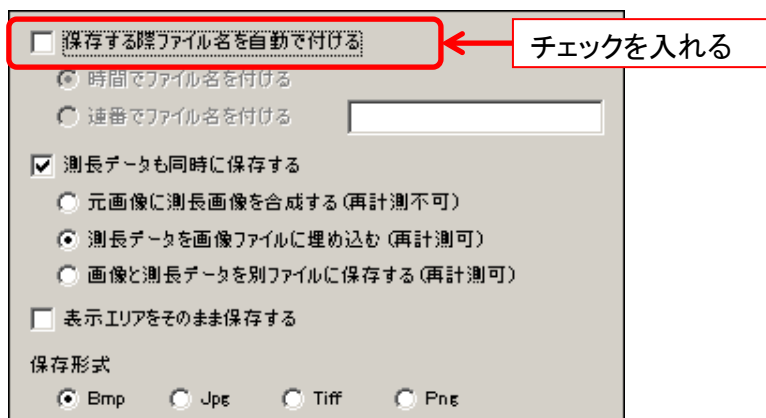 保存する際ファイル名を自動で付ける
チェックを入れる
時間でファイル名を付ける
連番でファイル名を付ける
測長データも同時に保存する
元画像に測長画像を合成する(再計測不可)
測長データを画像ファイルに埋め込む(再計測可)
画像と測長データを別ファイルに保存する(再計測可)
表示エリアをそのまま保存する
保存形式
Bmp Jpg Tiff Png